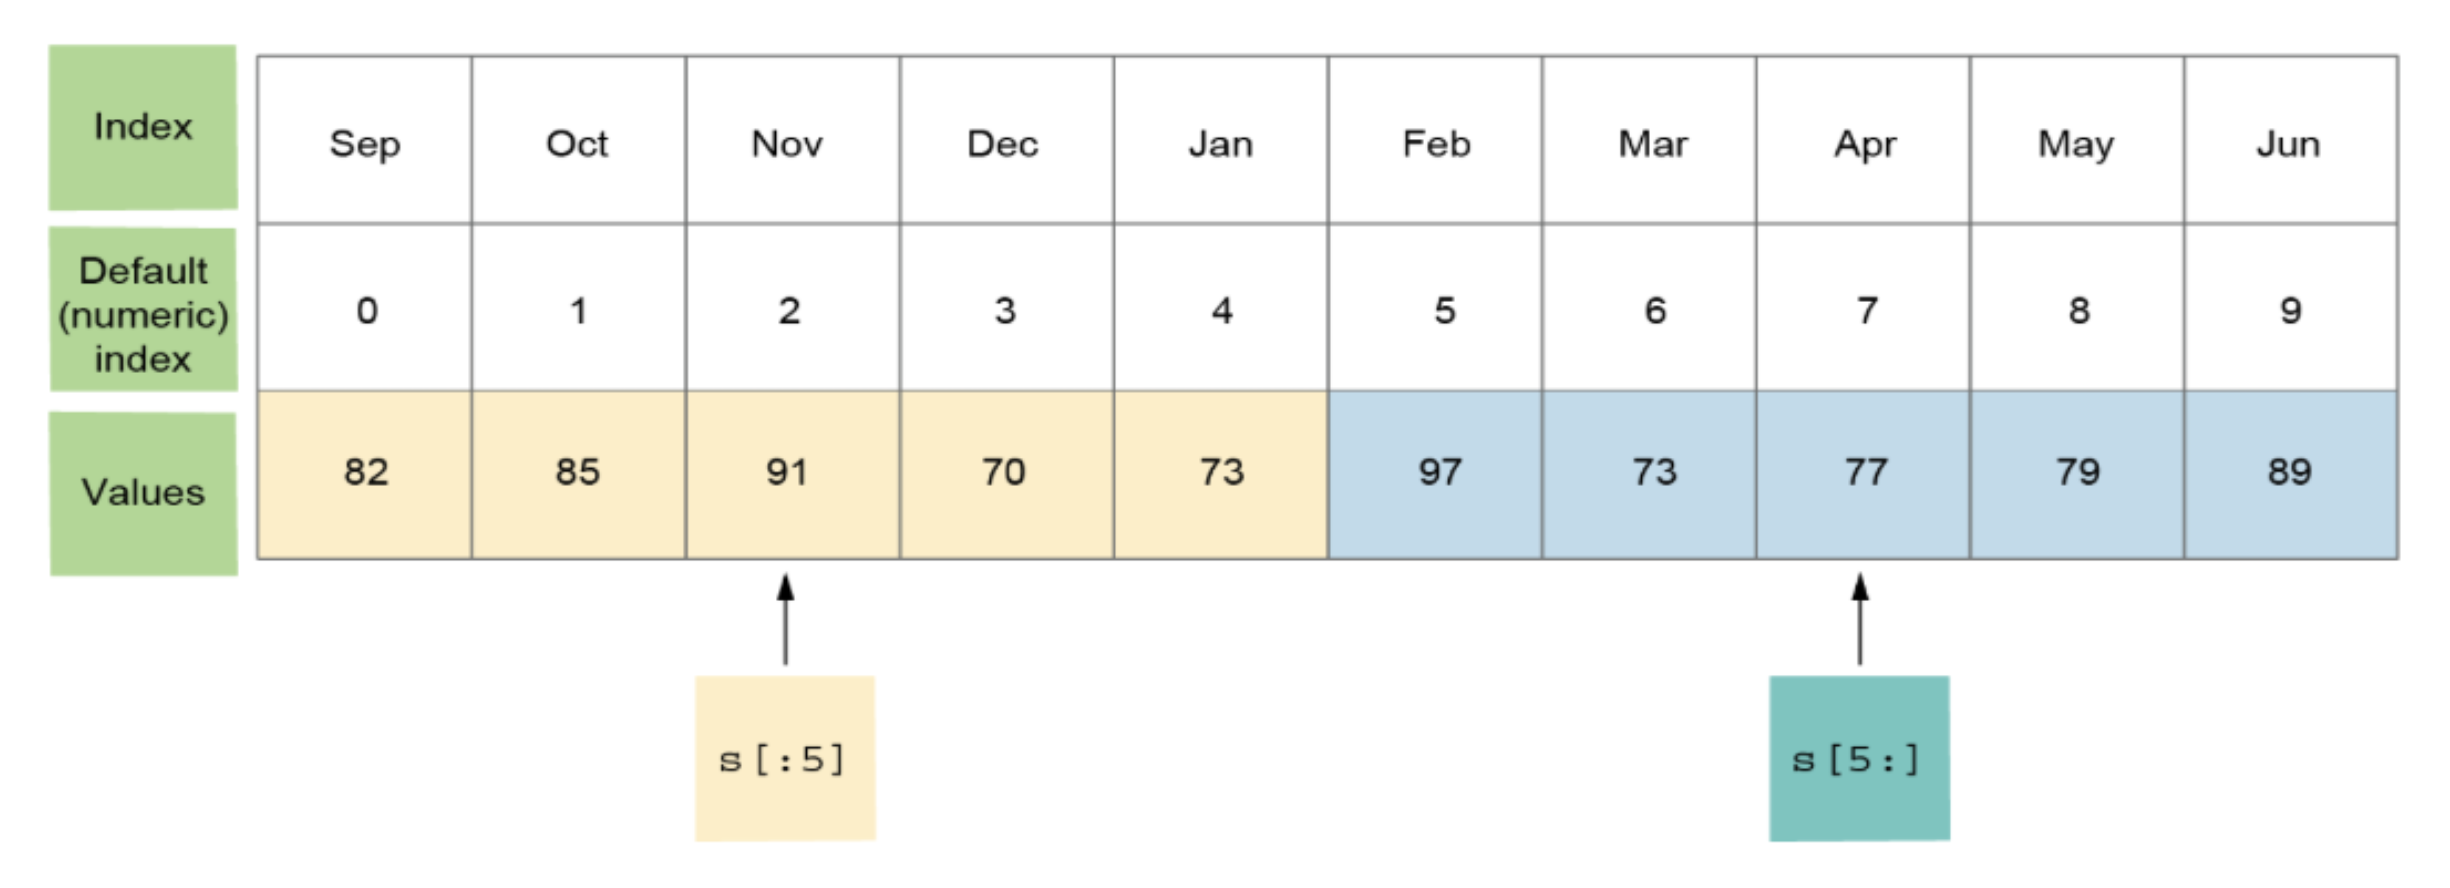 Index
Sep Oct Nov Dec Jan Feb Mar Apr May Jun
Default
(numeric)
index
0 1 2 3 4 5 6 7 8 9
Values
82 85 91 70 73 97 73 77 79 89
s[:5]
s[5:]